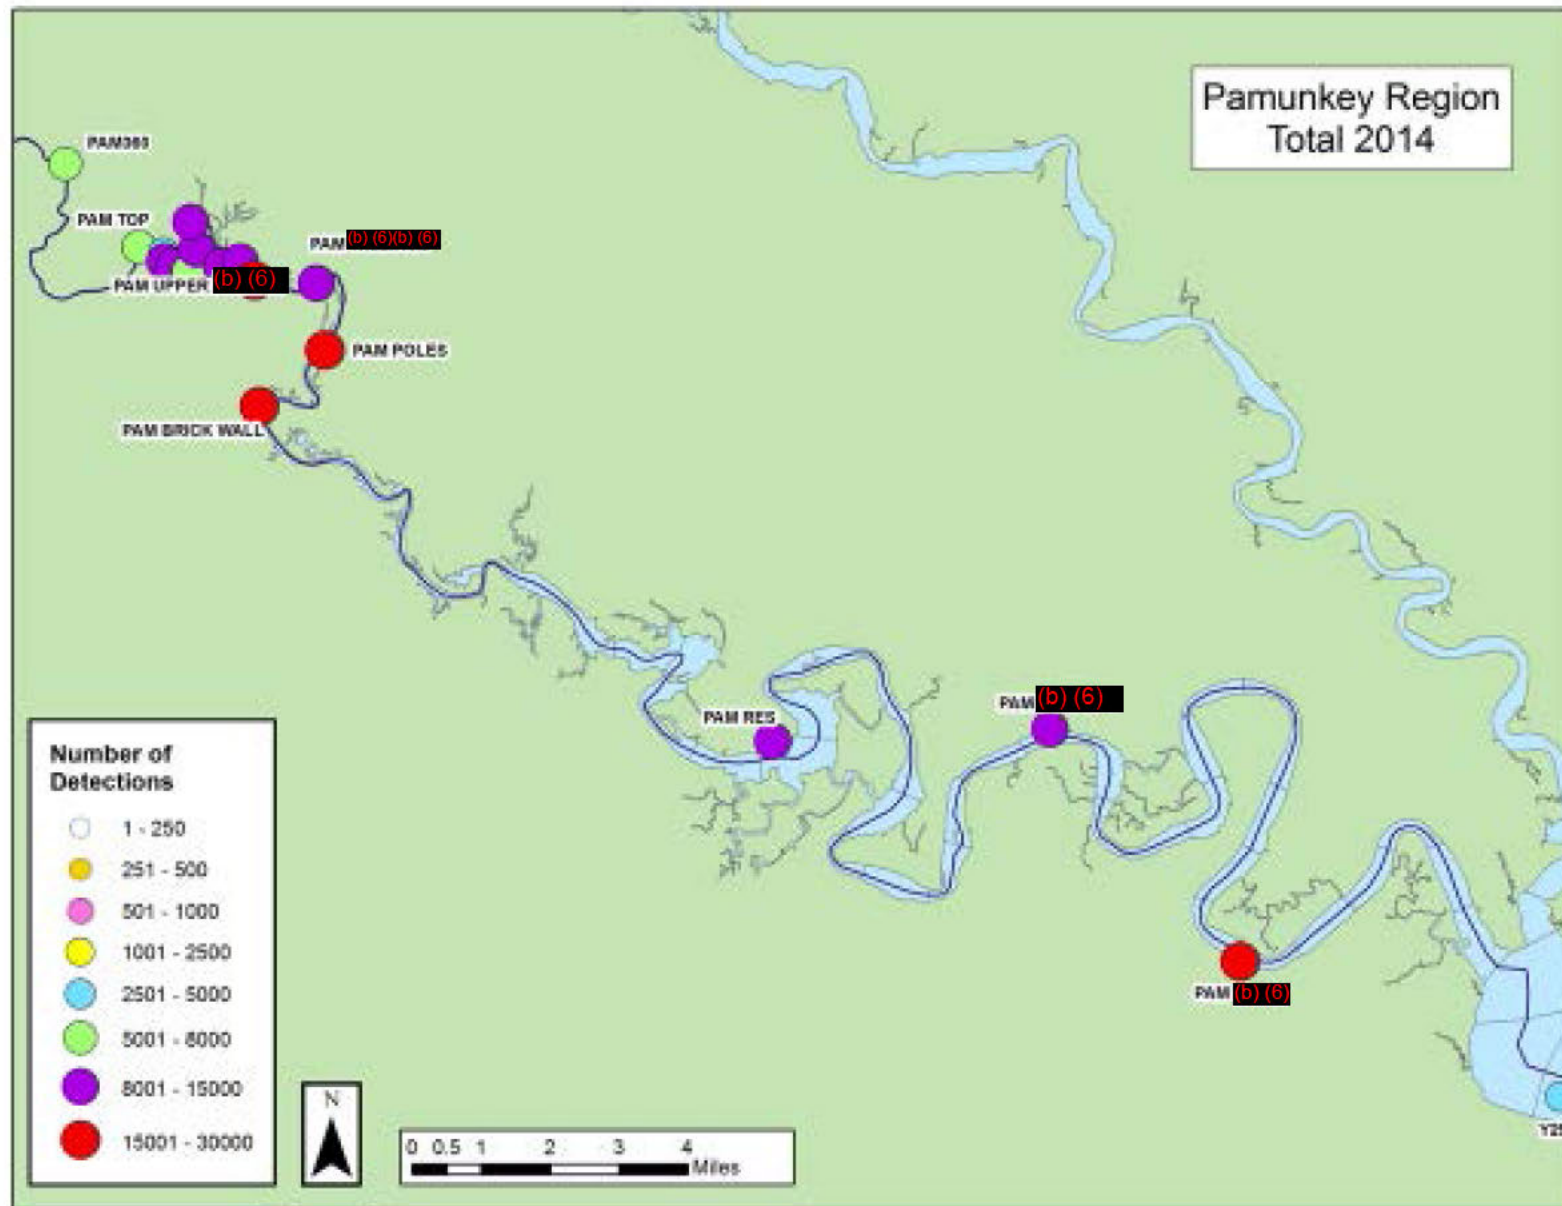 Pamunkey Region
Total 2014
PAM360
PAM TOP
PAM (b) (6)(b) (6)
PAM UPPER (b) (6)
PAM POLES
PAM BRICK WALL
PAM RES
PAM (b) (6)
PAM (b) (6)
Number of
Detections
1 - 250
251 - 500
501 - 1000
1001 - 2500
2501 - 5000
5001 - 8000
8001 - 15000
15001 - 30000
N
0 0.5 1 2 3 4
Miles